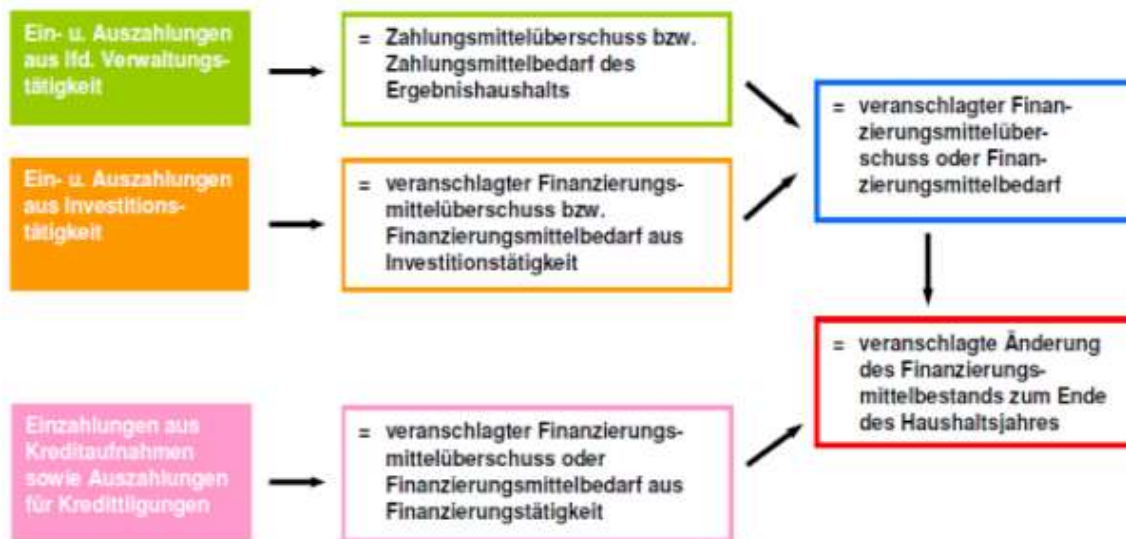 Ein- u. Auszahlungen
aus lfd. Verwaltungs-
tätigkeit
= Zahlungsmittelüberschuss bzw.
Zahlungsmittelbedarf des
Ergebnishaushalts
= veranschlagter Finan-
zierungsmittelüber-
schuss oder Finan-
zierungsmittelbedarf
Ein- u. Auszahlungen
aus Investitions-
tätigkeit
= veranschlagter Finanzierungs-
mittelüberschuss bzw.
Finanzierungsmittelbedarf aus
Investitionstätigkeit
= veranschlagte Änderung
des Finanzierungs-
mittelbestands zum Ende
des Haushaltsjahres
Einzahlungen aus
Kreditaufnahmen
sowie Auszahlungen
für Kredittilgungen
= veranschlagter Finanzierungs-
mittelüberschuss oder
Finanzierungsmittelbedarf aus
Finanzierungstätigkeit